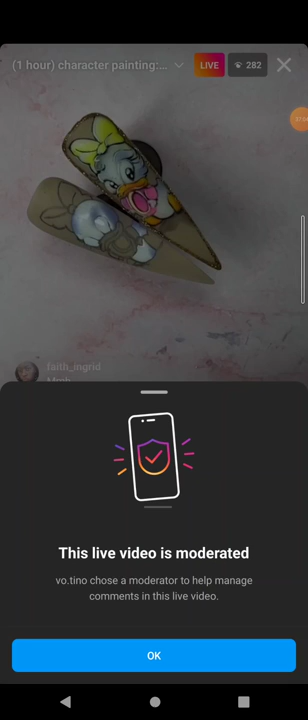 (1 hour) character painting:...
LIVE
282
faith_ingrid
This live video is moderated
vo.tino chose a moderator to help manage
comments in this live video.
OK